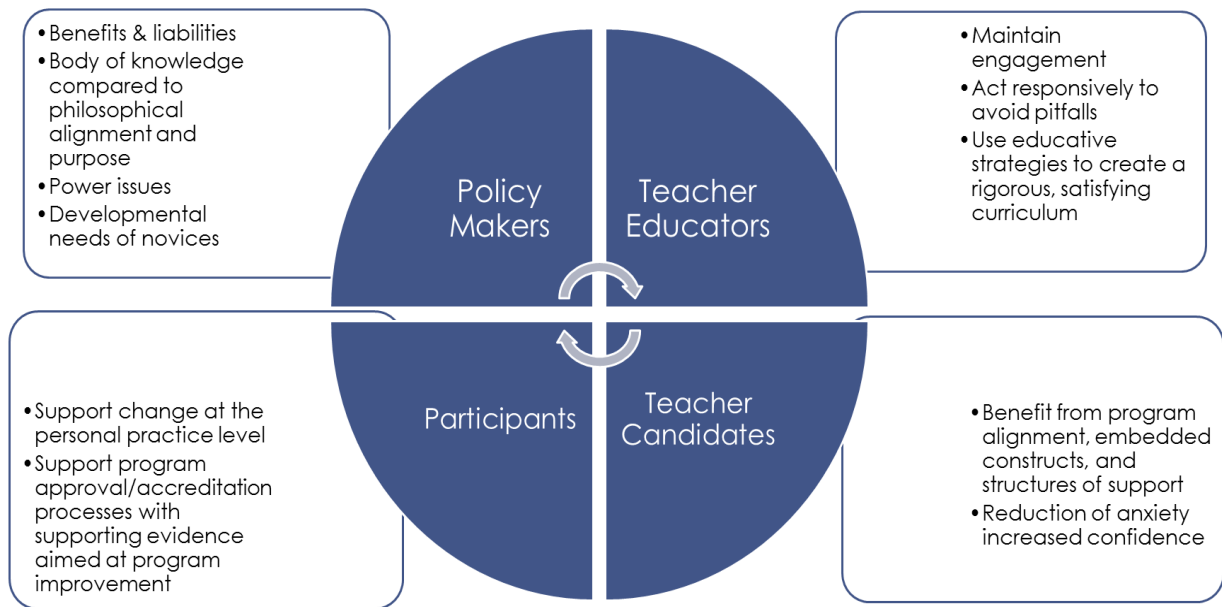 • Benefits & liabilities
• Body of knowledge
compared to
philosophical
alignment and
purpose
• Power issues
• Developmental
needs of novices
Policy
Makers
Teacher
Educators
• Maintain
engagement
• Act responsively to
avoid pitfalls
• Use educative
strategies to create a
rigorous, satisfying
curriculum
• Support change at the
personal practice level
• Support program
approval/accreditation
processes with
supporting evidence
aimed at program
improvement
Participants
Teacher
Candidates
• Benefit from program
alignment, embedded
constructs, and
structures of support
• Reduction of anxiety
increased confidence